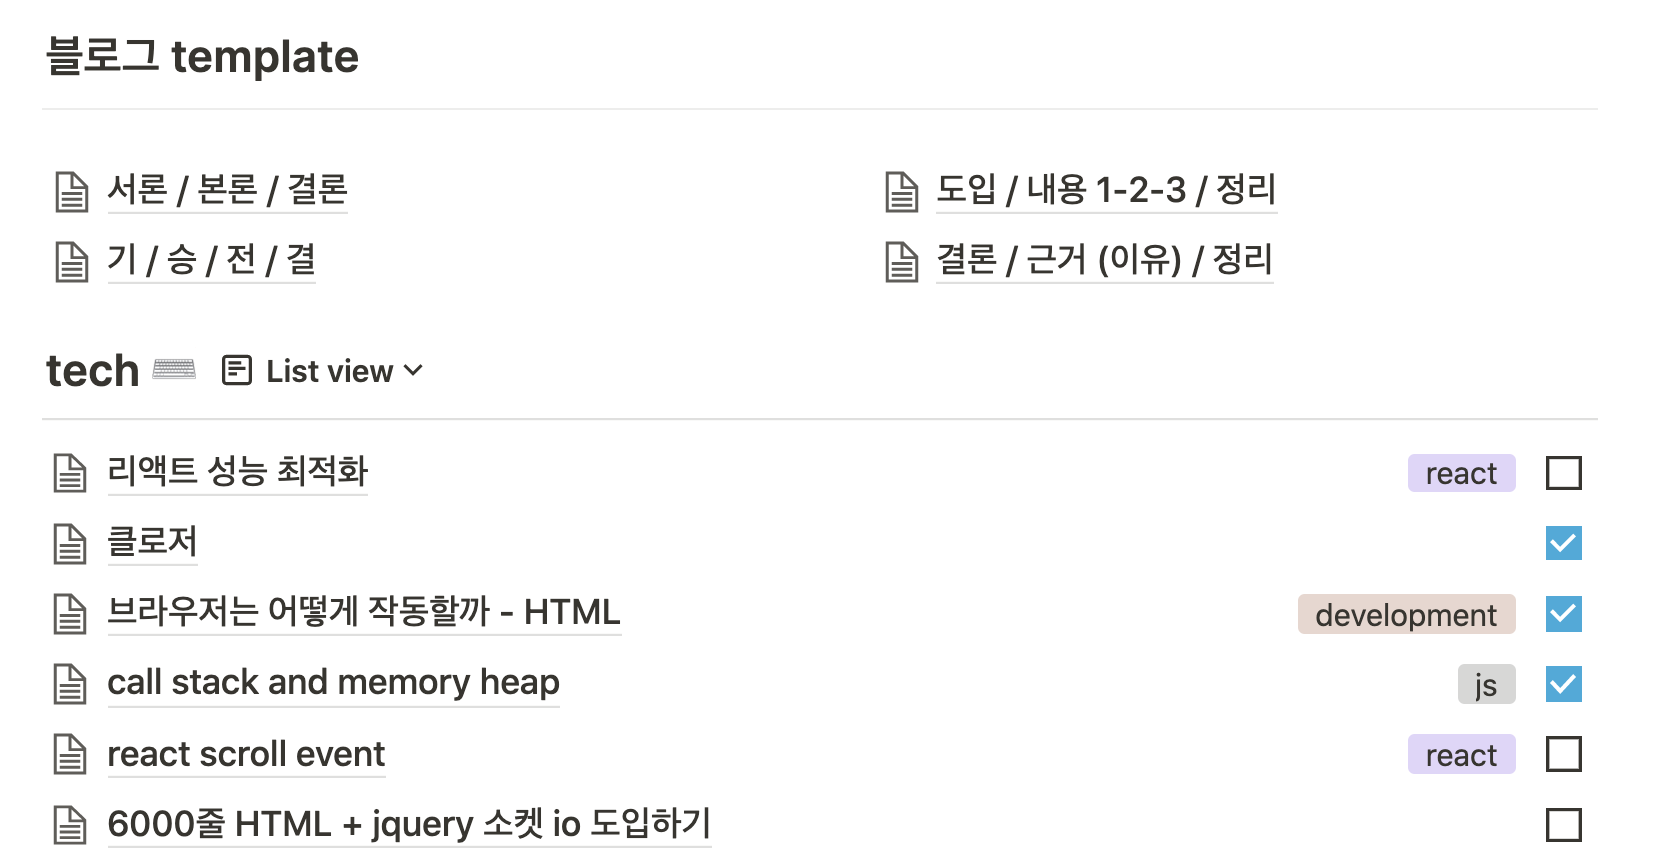 블로그 template
서론 / 본론 / 결론
도입 / 내용 1-2-3 / 정리
기 / 승 / 전 / 결
결론 / 근거 (이유) / 정리
tech List view
리액트 성능 최적화 react
클로저
브라우저는 어떻게 작동할까 - HTML development
call stack and memory heap js
react scroll event react
6000줄 HTML + jquery 소켓 io 도입하기